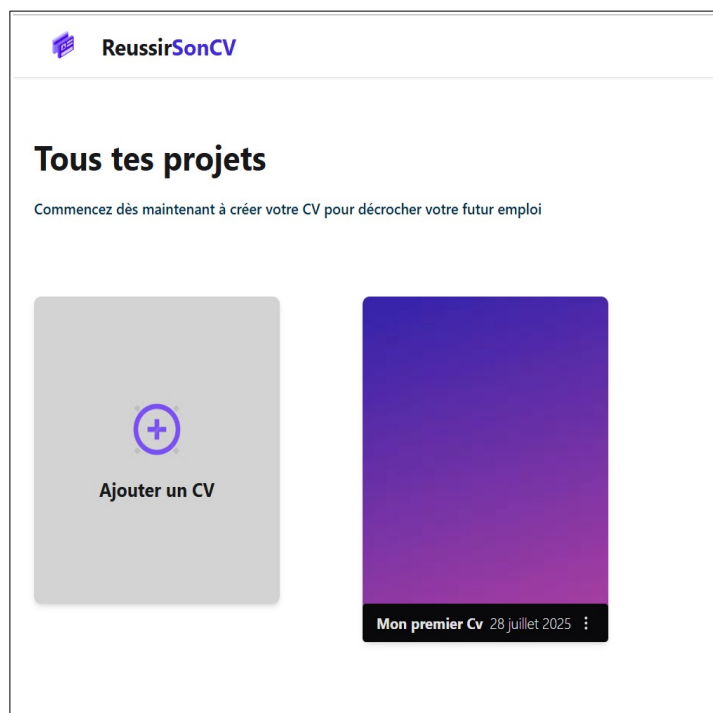 ReussirSonCV
Tous tes projets
Commencez dès maintenant à créer votre CV pour décrocher votre futur emploi
Ajouter un CV
Mon premier Cv 28 juillet 2025